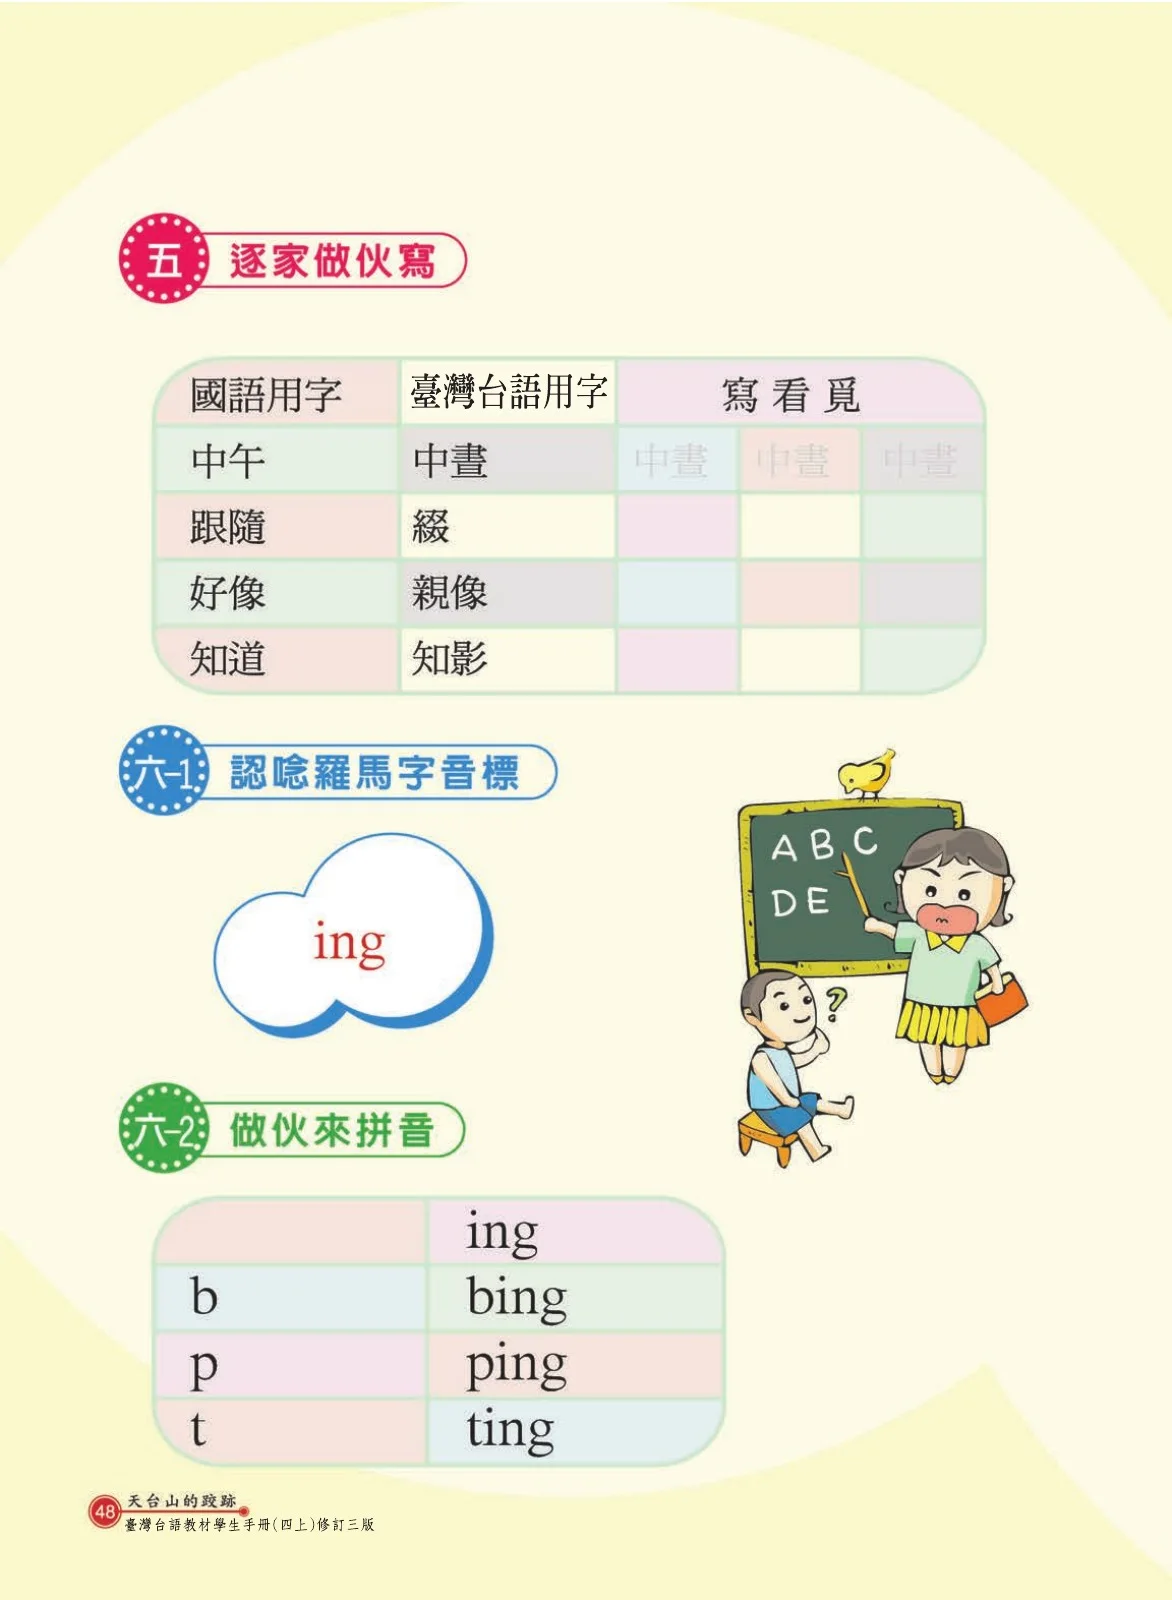 五 逐家做伙寫
國語用字 臺灣台語用字 寫看覓
中午 中晝 中晝 中晝 中晝
跟隨 綴
好像 親像
知道 知影
六-1 認唸羅馬字音標
ing
A B C
D E
?
六-2 做伙來拼音
ing
b bing
p ping
t ting
48 天台山的跤跡
臺灣台語教材學生手冊(四上)修訂三版